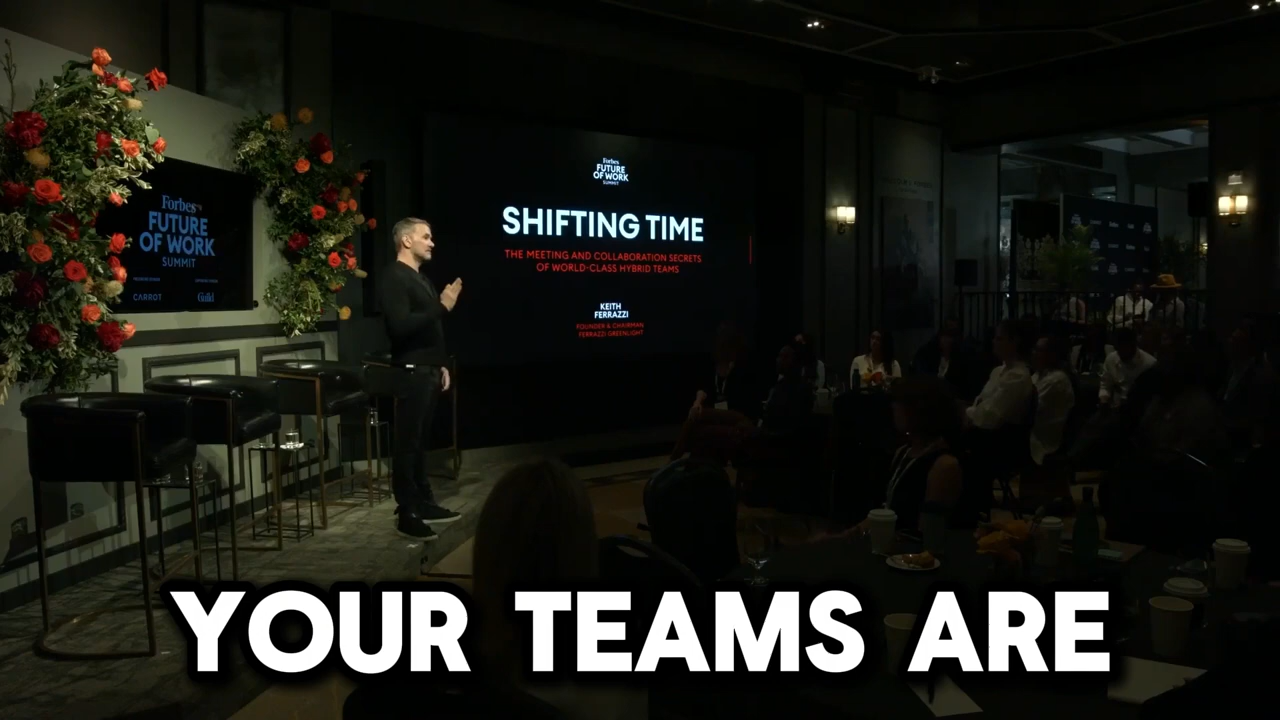 Forbes
FUTURE
OF WORK
SUMMIT
CARROT
Guild
Forbes
FUTURE
OF WORK
SUMMIT
SHIFTING TIME
THE MEETING AND COLLABORATION SECRETS
OF WORLD-CLASS HYBRID TEAMS
KEITH
FERRAZZI
FOUNDER & CHAIRMAN
FERRAZZI GREENLIGHT
YOUR TEAMS ARE